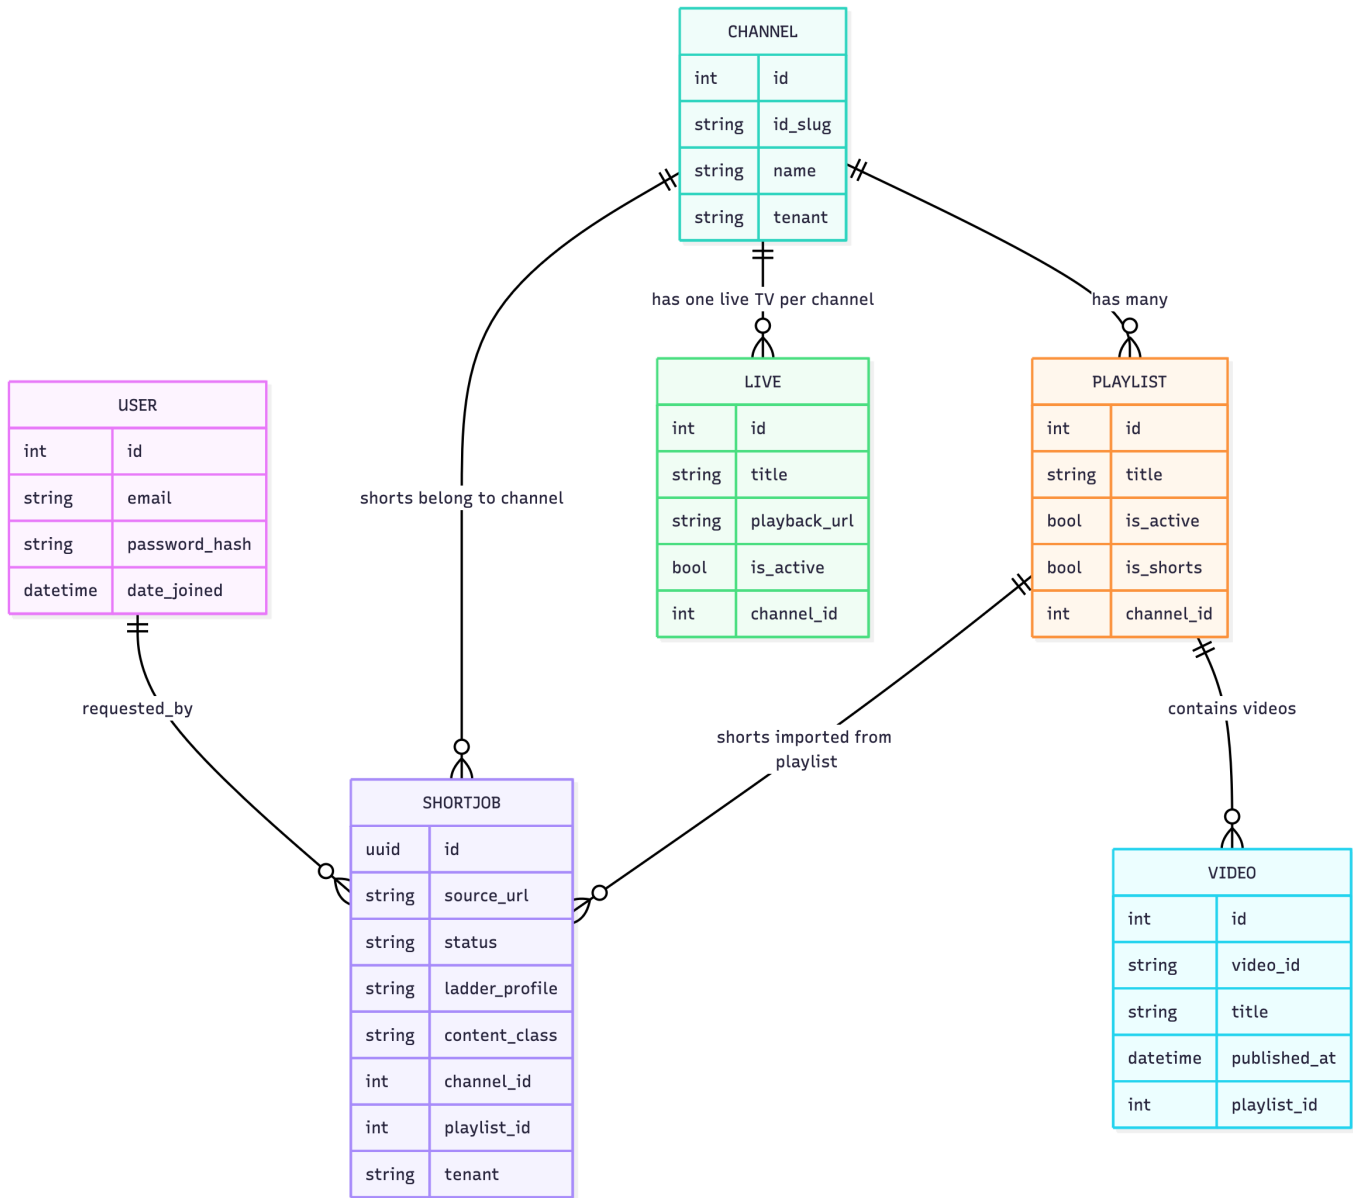 CHANNEL
int id
string id_slug
string name
string tenant
has one live TV per channel
has many
LIVE
int id
string title
string playback_url
bool is_active
int channel_id
PLAYLIST
int id
string title
bool is_active
bool is_shorts
int channel_id
USER
int id
string email
string password_hash
datetime date_joined
shorts belong to channel
requested_by
shorts imported from
playlist
contains videos
SHORTJOB
uuid id
string source_url
string status
string ladder_profile
string content_class
int channel_id
int playlist_id
string tenant
VIDEO
int id
string video_id
string title
datetime published_at
int playlist_id